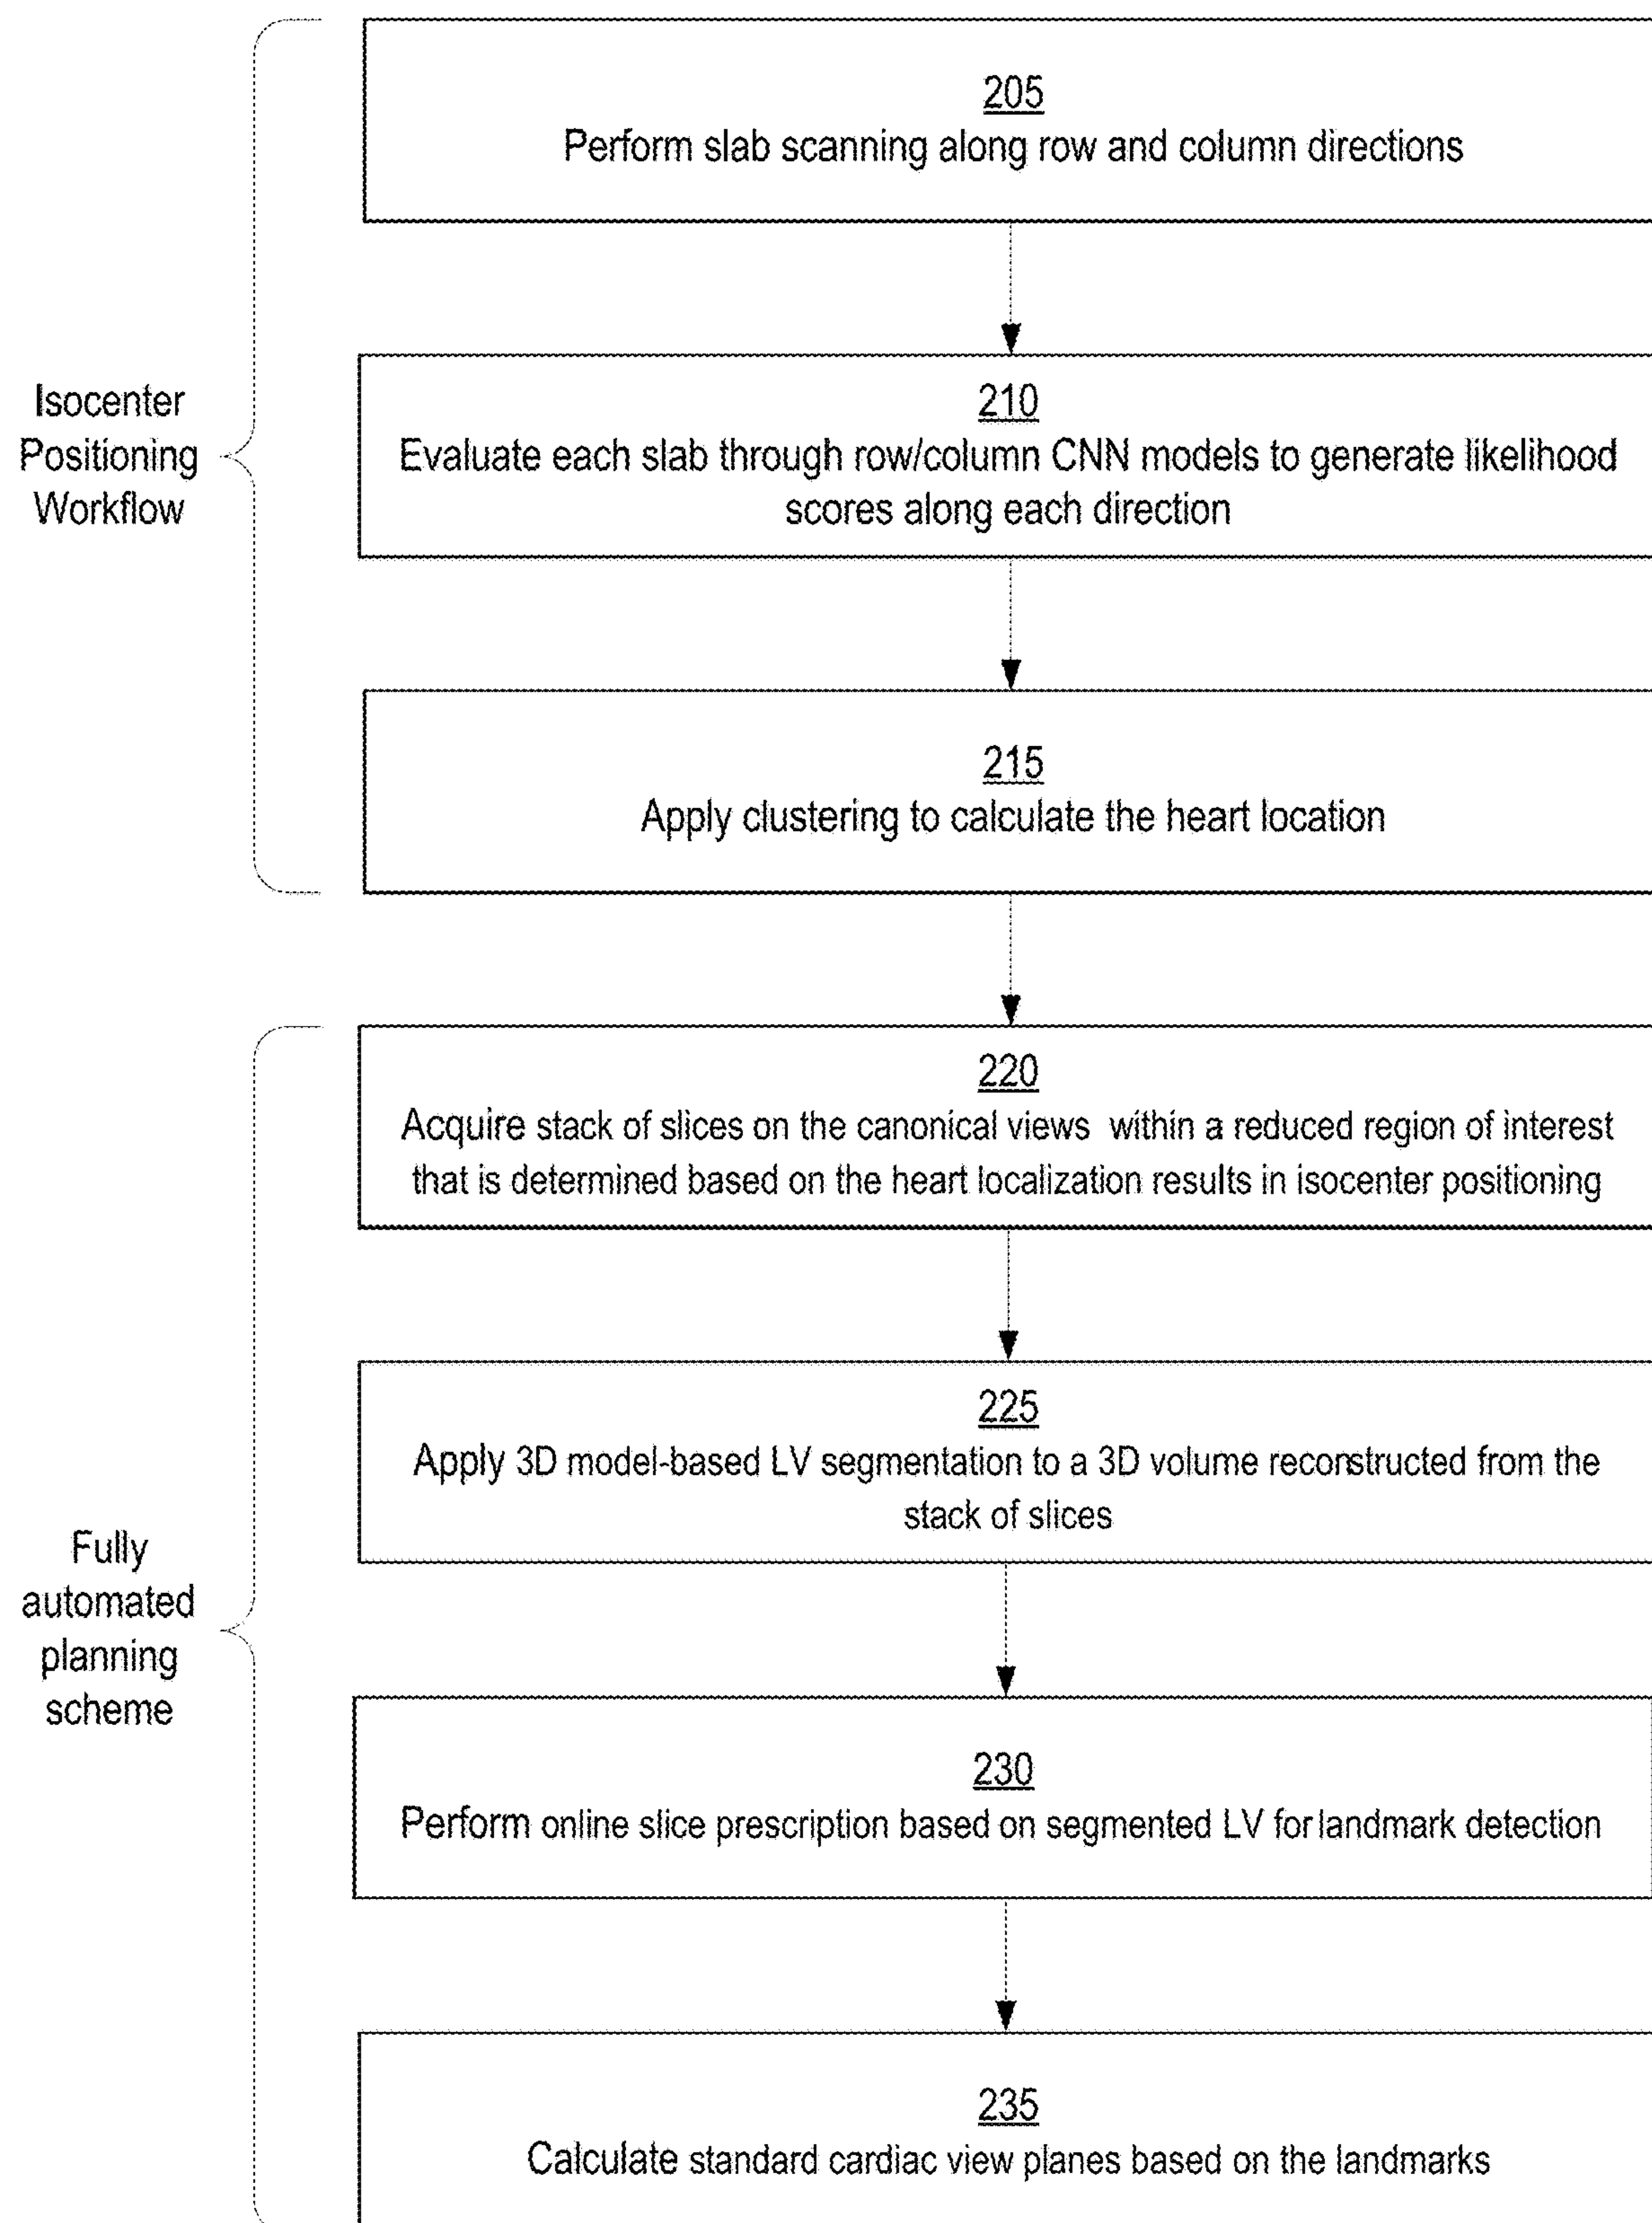 205
Perform slab scanning along row and column directions
Isocenter
Positioning
Workflow
210
Evaluate each slab through row/column CNN models to generate likelihood
scores along each direction
215
Apply clustering to calculate the heart location
220
Acquire stack of slices on the canonical views within a reduced region of interest
that is determined based on the heart localization results in isocenter positioning
225
Apply 3D model-based LV segmentation to a 3D volume reconstructed from the
stack of slices
Fully
automated
planning
scheme
230
Perform online slice prescription based on segmented LV for landmark detection
235
Calculate standard cardiac view planes based on the landmarks